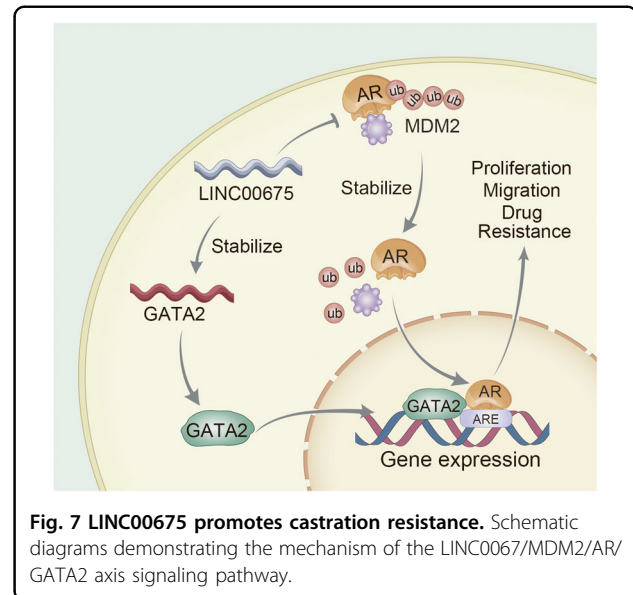 AR
ub
ub
ub
ub
MDM2
LINC00675
Stabilize
Stabilize
Proliferation
Migration
Drug
Resistance
GATA2
ub
ub
ub
AR
GATA2
GATA2
AR
ARE
Gene expression
Fig. 7 LINC00675 promotes castration resistance. Schematic
diagrams demonstrating the mechanism of the LINC0067/MDM2/AR/
GATA2 axis signaling pathway.